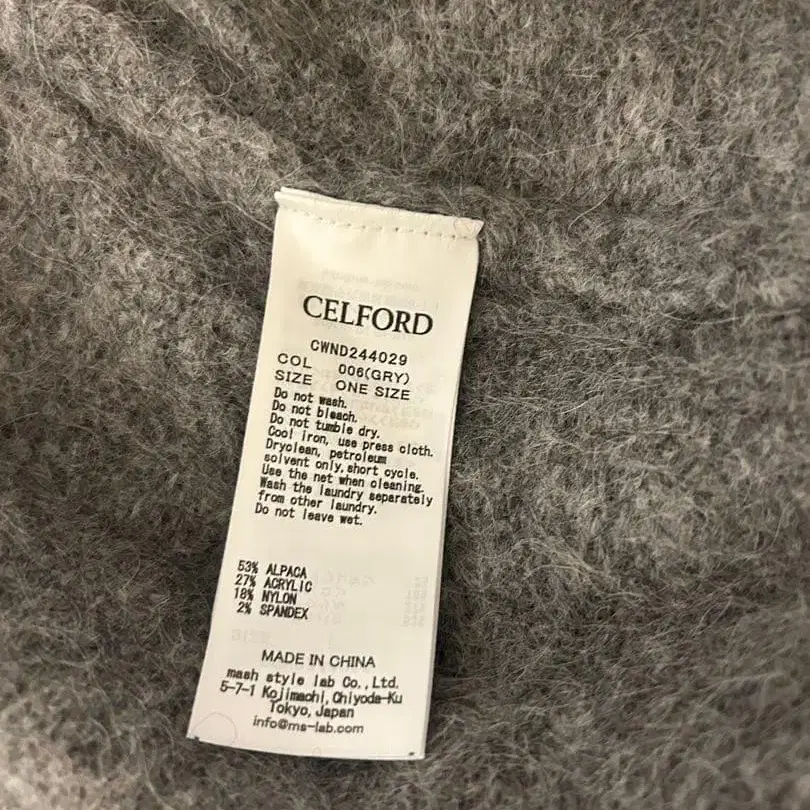 CELFORD
CWND244029
COL 006(GRY)
SIZE ONE SIZE
Do not wash.
Do not bleach.
Do not tumble dry.
Cool iron, use press cloth.
Dryclean, petroleum
solvent only,short cycle.
Use the net when cleaning.
Wash the laundry separately
from other laundry.
Do not leave wet.
53% ALPACA
27% ACRYLIC
18% NYLON
2% SPANDEX
MADE IN CHINA
mash style lab Co.,Ltd.
5-7-1 Kojimachi,Chiyoda-Ku
Tokyo,Japan
info@ms-lab.com